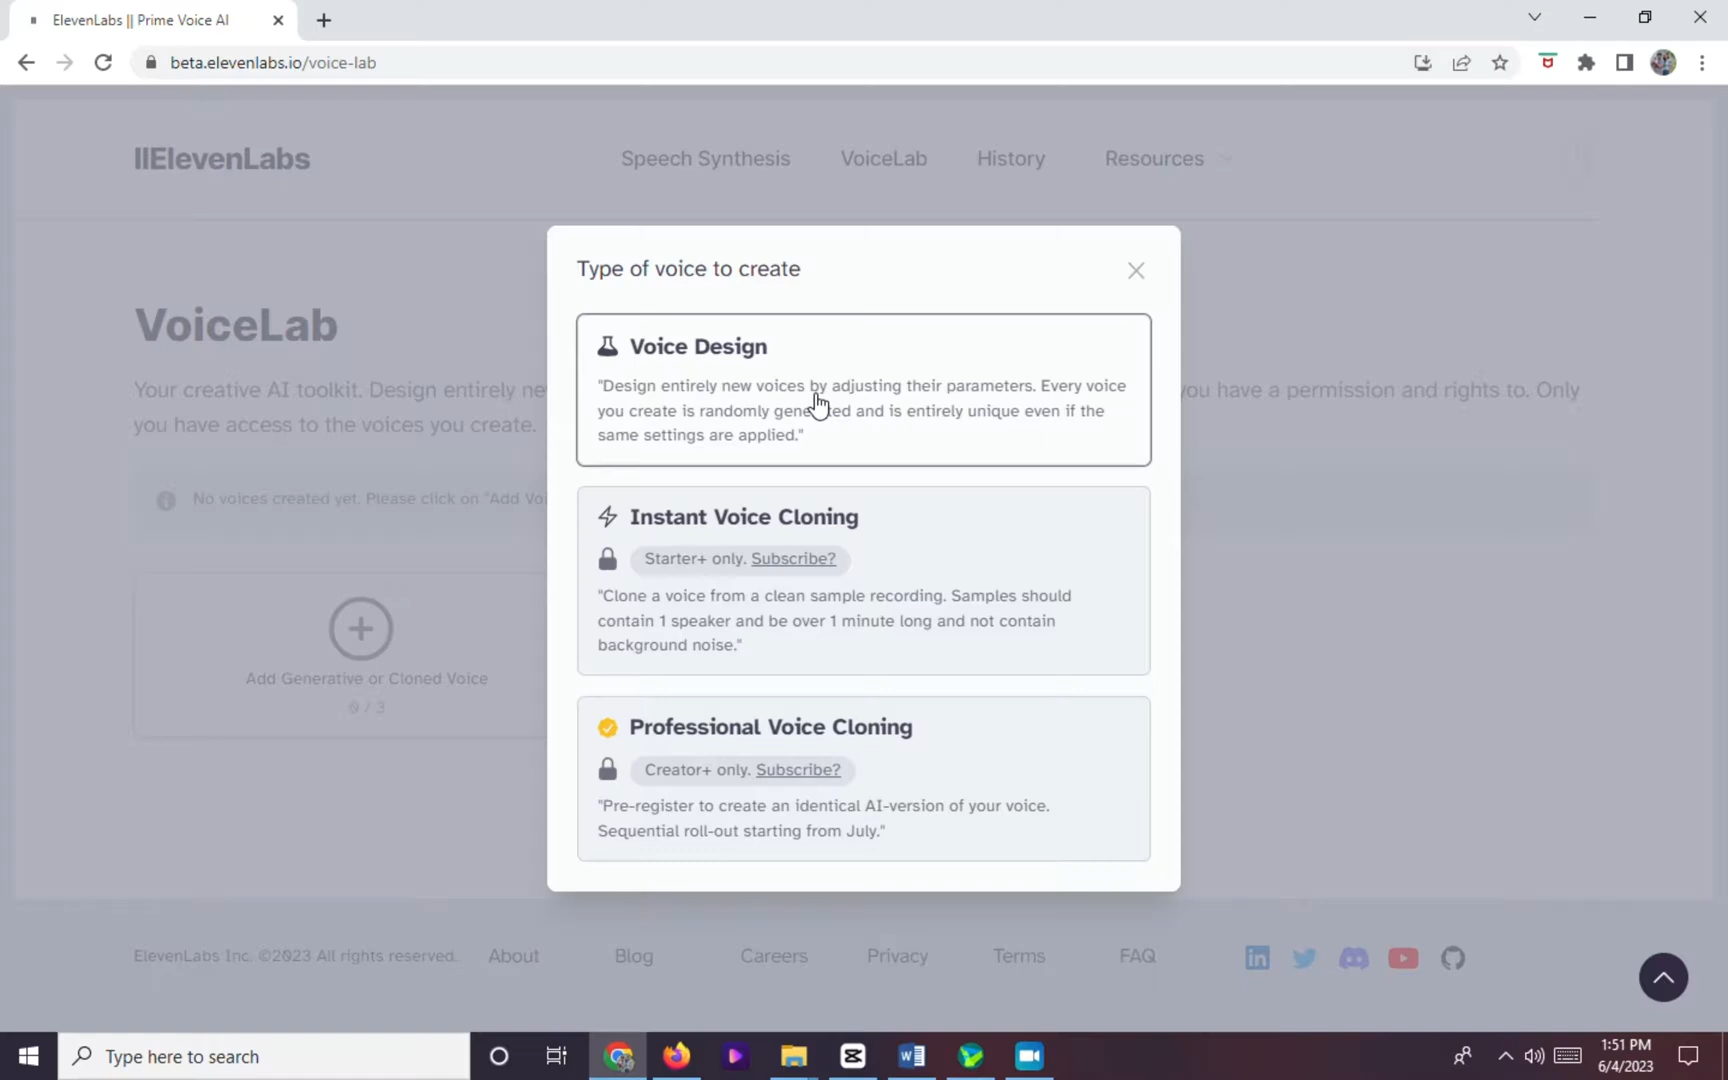 ElevenLabs || Prime Voice AI
beta.elevenlabs.io/voice-lab
IIElevenLabs
Speech Synthesis
VoiceLab
History
Resources
Type of voice to create
VoiceLab
Your creative AI toolkit. Design entirely ne
you have a permission and rights to. Only
you have access to the voices you create.
Voice Design
"Design entirely new voices by adjusting their parameters. Every voice
you create is randomly generated and is entirely unique even if the
same settings are applied."
No voices created yet. Please click on "Add Vo
Instant Voice Cloning
Starter+ only. Subscribe?
"Clone a voice from a clean sample recording. Samples should
contain 1 speaker and be over 1 minute long and not contain
background noise."
Add Generative or Cloned Voice
0 / 3
Professional Voice Cloning
Creator+ only. Subscribe?
"Pre-register to create an identical AI-version of your voice.
Sequential roll-out starting from July."
ElevenLabs Inc. ©2023 All rights reserved.
About
Blog
Careers
Privacy
Terms
FAQ
Type here to search
1:51 PM
6/4/2023